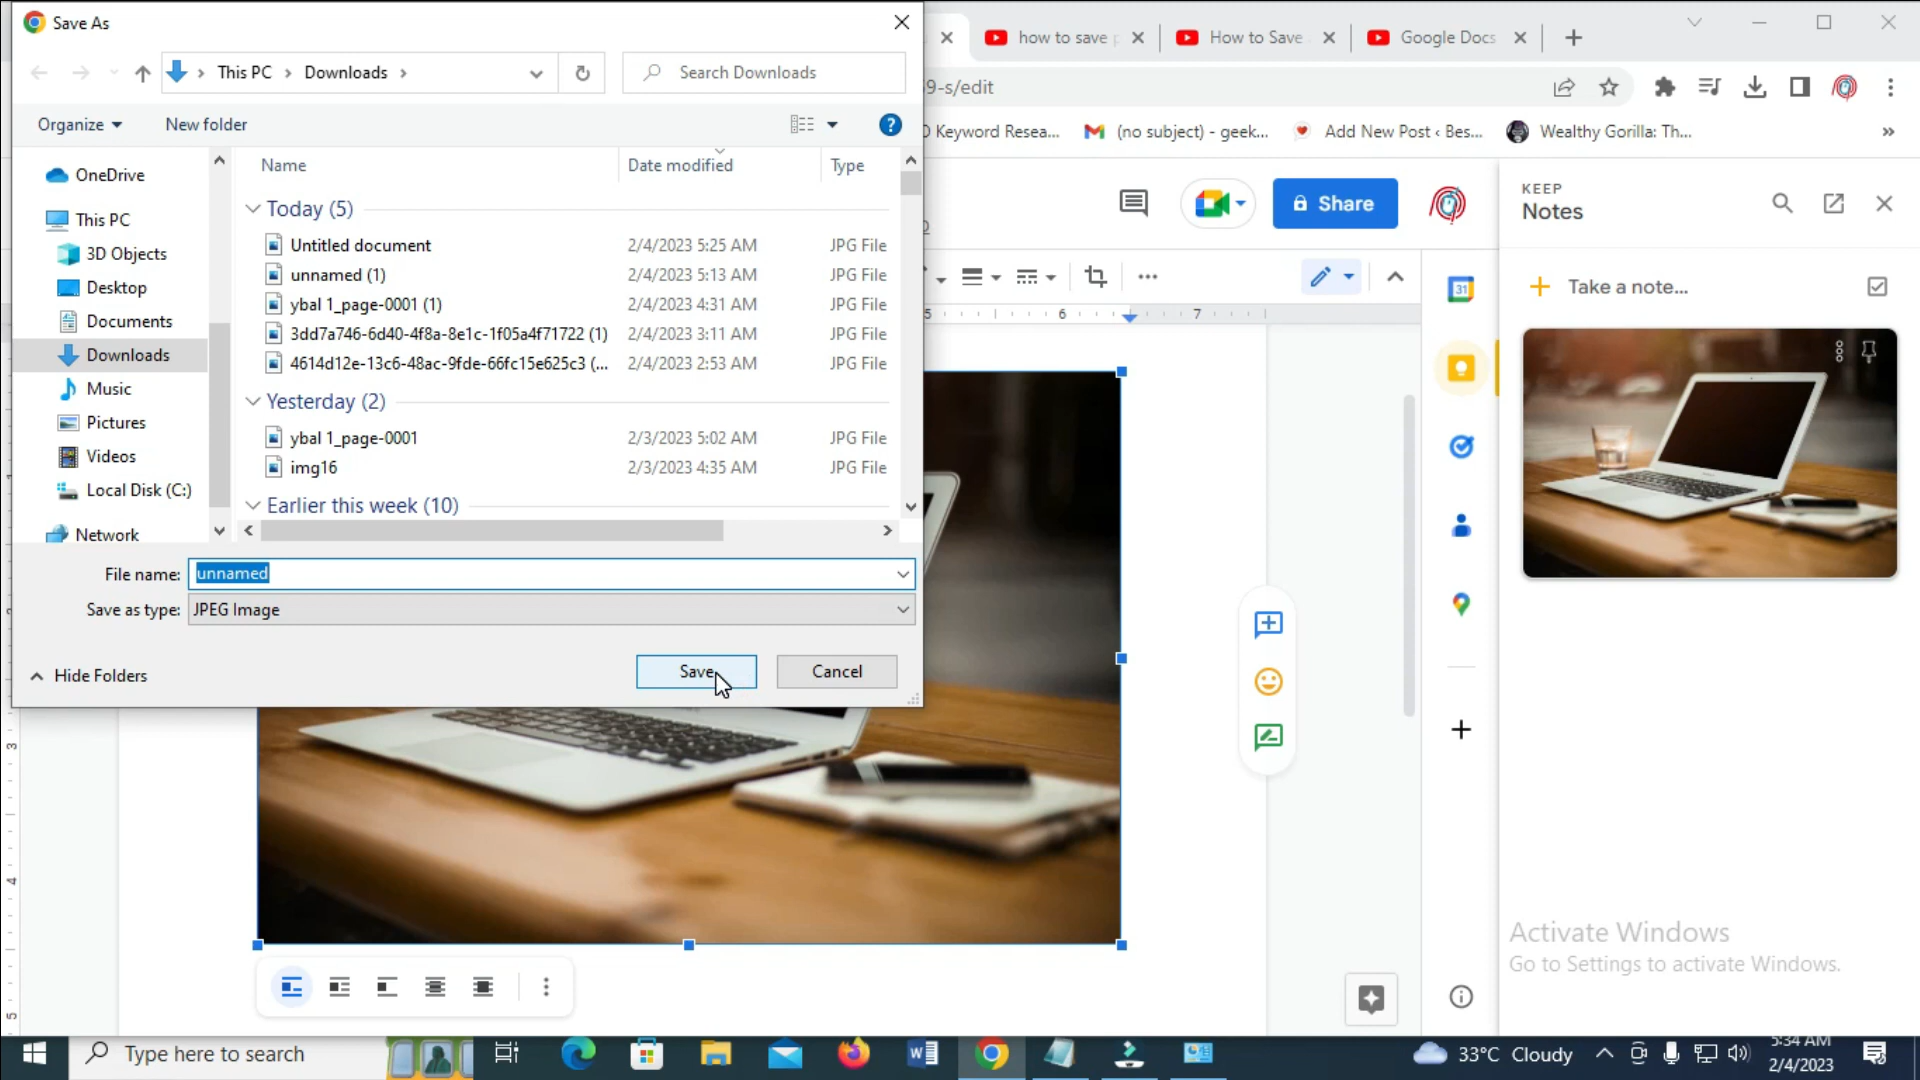 Save As
how to save p
How to Save
Google Docs
This PC
Downloads
Search Downloads
9-s/edit
Organize
New folder
Keyword Resea...
(no subject) - geek...
Add New Post ‹ Bes...
Wealthy Gorilla: Th...
»
Name
Date modified
Type
OneDrive
This PC
3D Objects
Desktop
Documents
Downloads
Music
Pictures
Videos
Local Disk (C:)
Network
Today (5)
Untitled document 2/4/2023 5:25 AM JPG File
unnamed (1) 2/4/2023 5:13 AM JPG File
ybal 1_page-0001 (1) 2/4/2023 4:31 AM JPG File
3dd7a746-6d40-4f8a-8e1c-1f05a4f71722 (1) 2/4/2023 3:11 AM JPG File
4614d12e-13c6-48ac-9fde-66fc15e625c3 (... 2/4/2023 2:53 AM JPG File
Yesterday (2)
ybal 1_page-0001 2/3/2023 5:02 AM JPG File
img16 2/3/2023 4:35 AM JPG File
Earlier this week (10)
File name: unnamed
Save as type: JPEG Image
Hide Folders
Save
Cancel
Share
KEEP
Notes
Take a note...
31
5 6 7
3
4
5
Activate Windows
Go to Settings to activate Windows.
Type here to search
33°C Cloudy
5:34 AM
2/4/2023